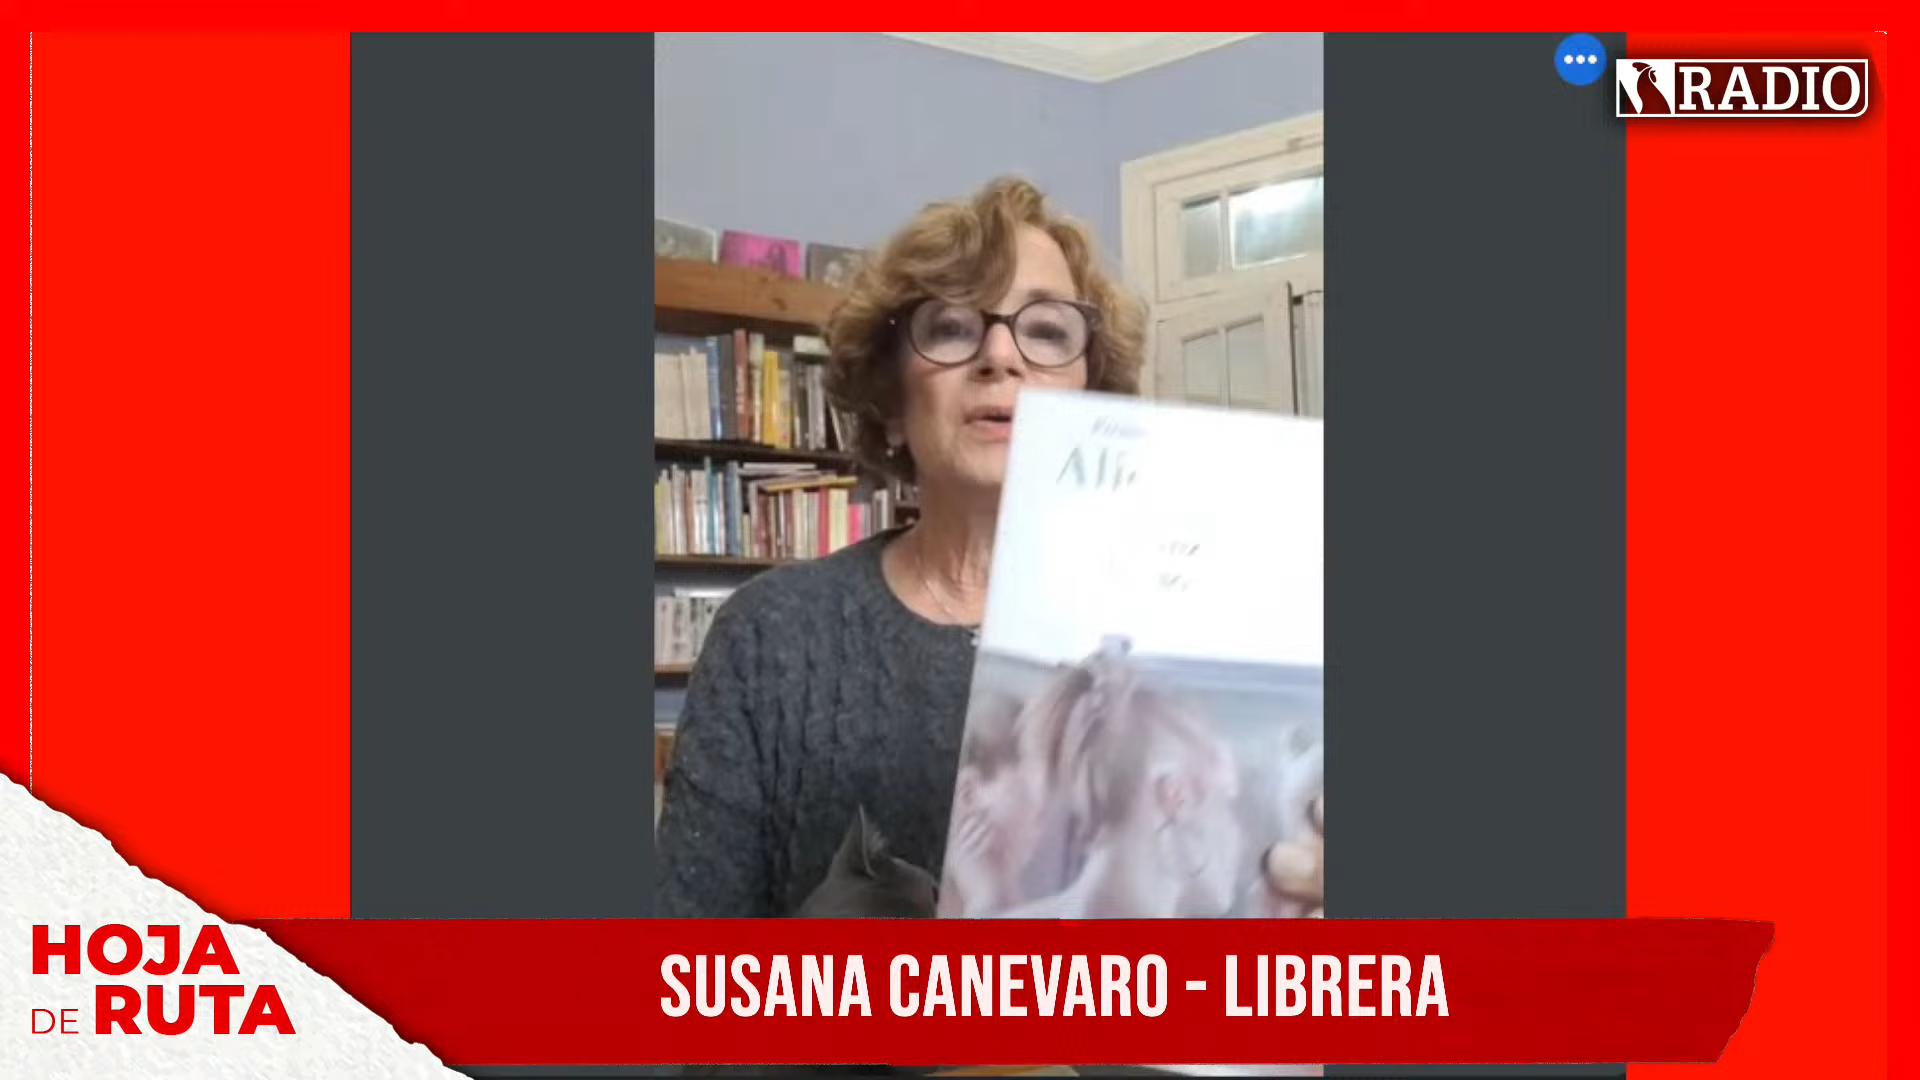 RADIO
HOJA
DE RUTA
SUSANA CANEVARO - LIBRERA